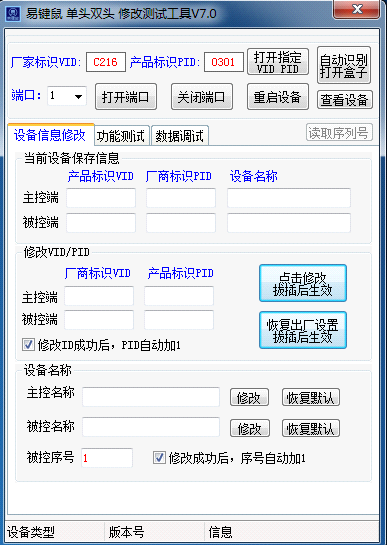 易键鼠 单头双头 修改测试工具V7.0
厂家标识VID: C216 产品标识PID: 0301 打开指定 VID PID 自动识别 打开盒子
端口: 1 打开端口 关闭端口 重启设备 查看设备
设备信息修改 功能测试 数据调试 读取序列号
当前设备保存信息
产品标识VID 厂商标识PID 设备名称
主控端
被控端
修改VID/PID
厂商标识VID 产品标识PID
主控端
被控端
点击修改
拔插后生效
恢复出厂设置
拔插后生效
修改ID成功后，PID自动加1
设备名称
主控名称 修改 恢复默认
被控名称 修改 恢复默认
被控序号 1 修改成功后，序号自动加1
设备类型 版本号 信息